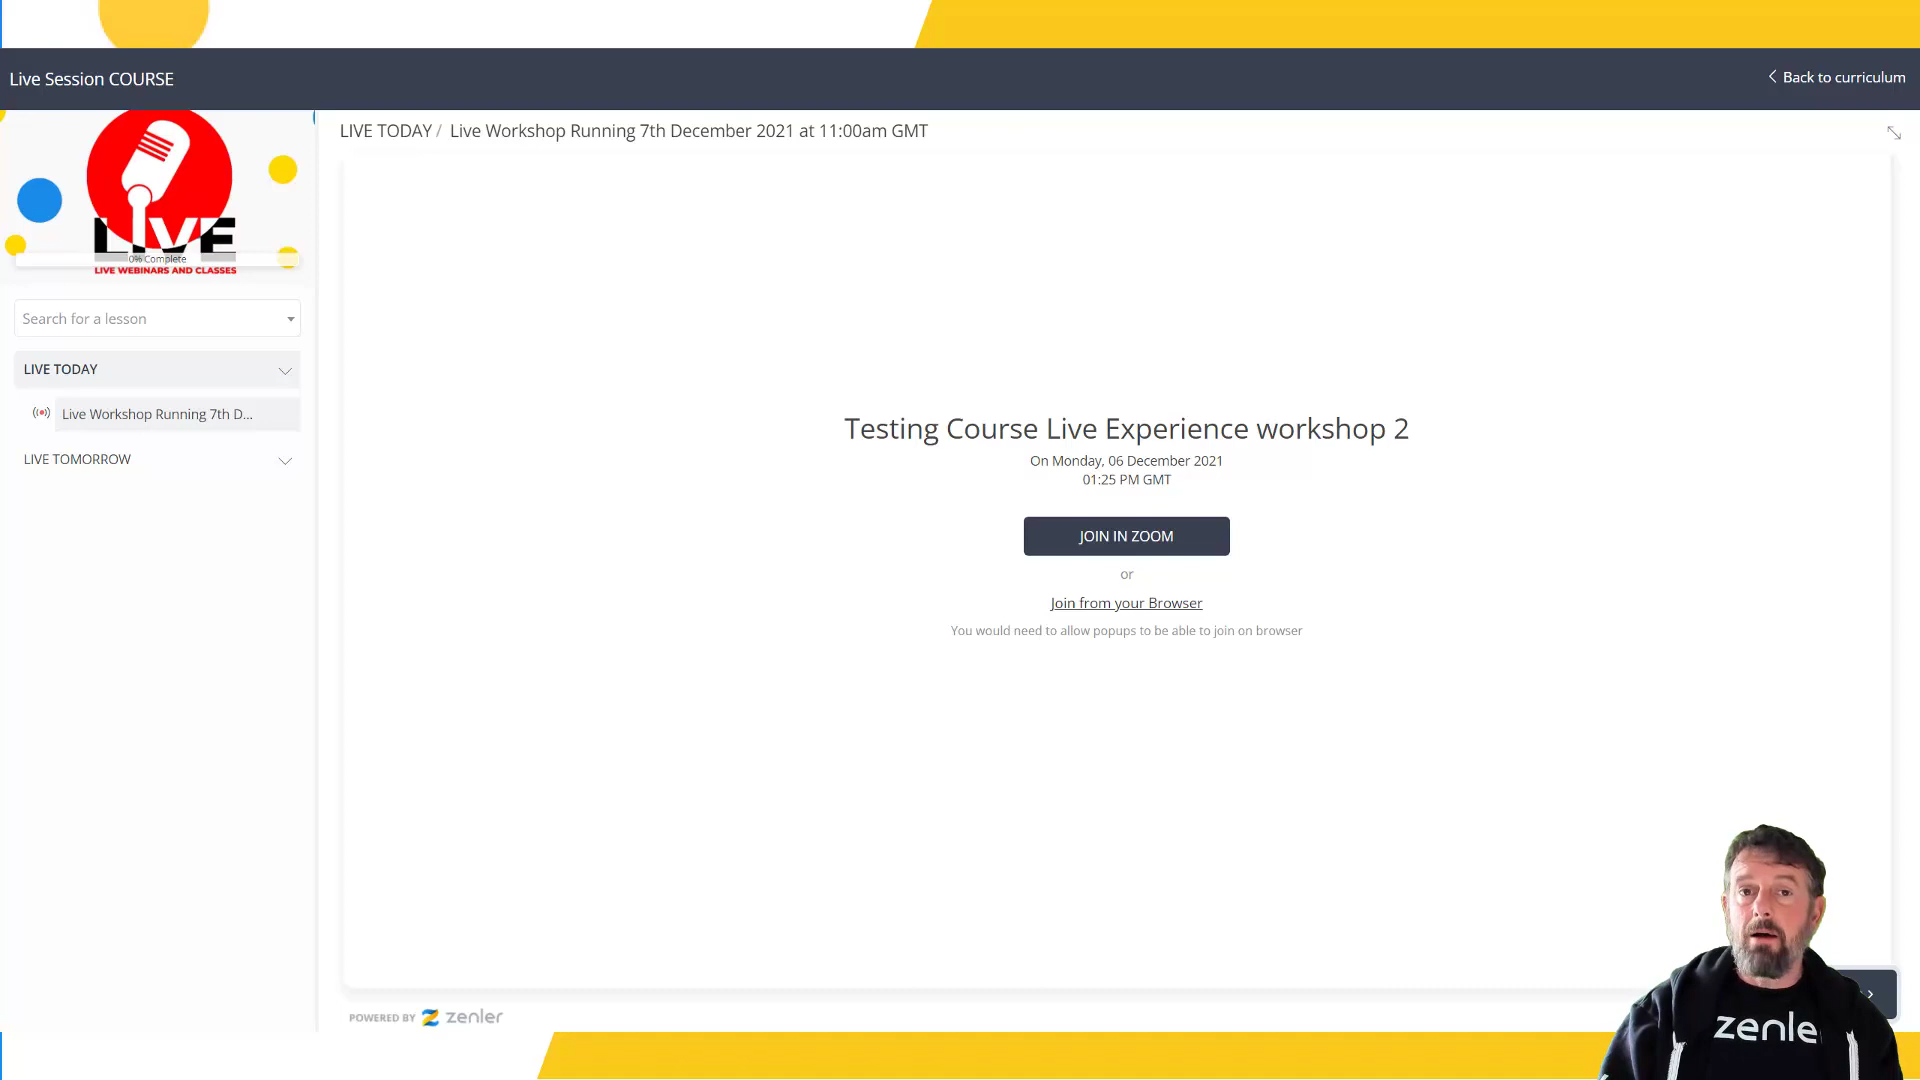 Live Session COURSE
Back to curriculum
LIVE
0% Complete
LIVE WEBINARS AND CLASSES
Search for a lesson
LIVE TODAY
Live Workshop Running 7th D...
LIVE TOMORROW
LIVE TODAY / Live Workshop Running 7th December 2021 at 11:00am GMT
Testing Course Live Experience workshop 2
On Monday, 06 December 2021
01:25 PM GMT
JOIN IN ZOOM
or
Join from your Browser
You would need to allow popups to be able to join on browser
POWERED BY zenler
zenle